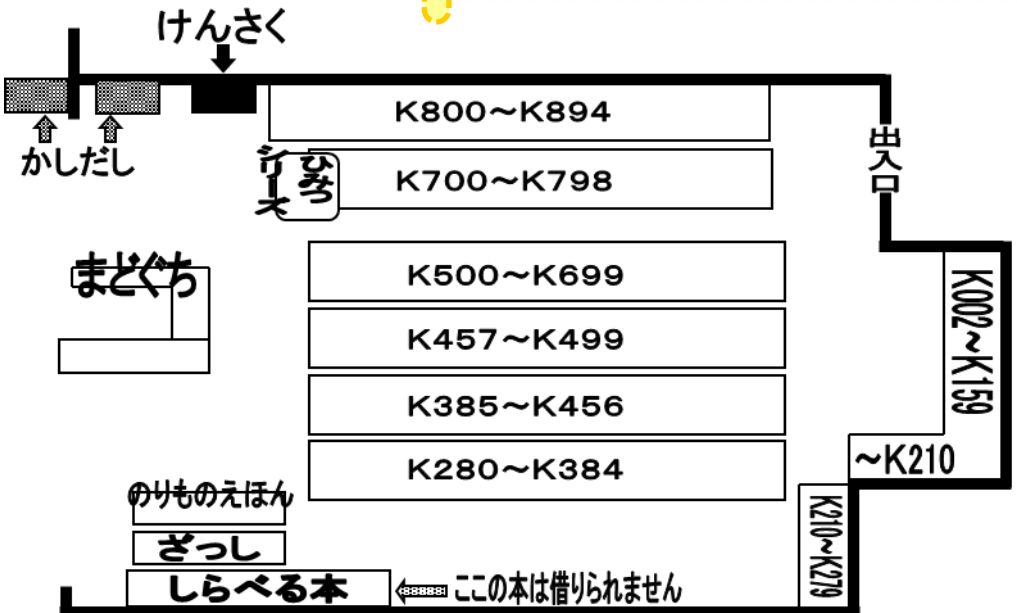 けんさく
K800～K894
かしだし
出入口
ひみつ
シリーズ
K700～K798
まどぐち
K500～K699
K002～K159
K457～K499
K385～K456
～K210
K280～K384
のりものえほん
K210～K279
ざっし
しらべる本
ここの本は借りられません